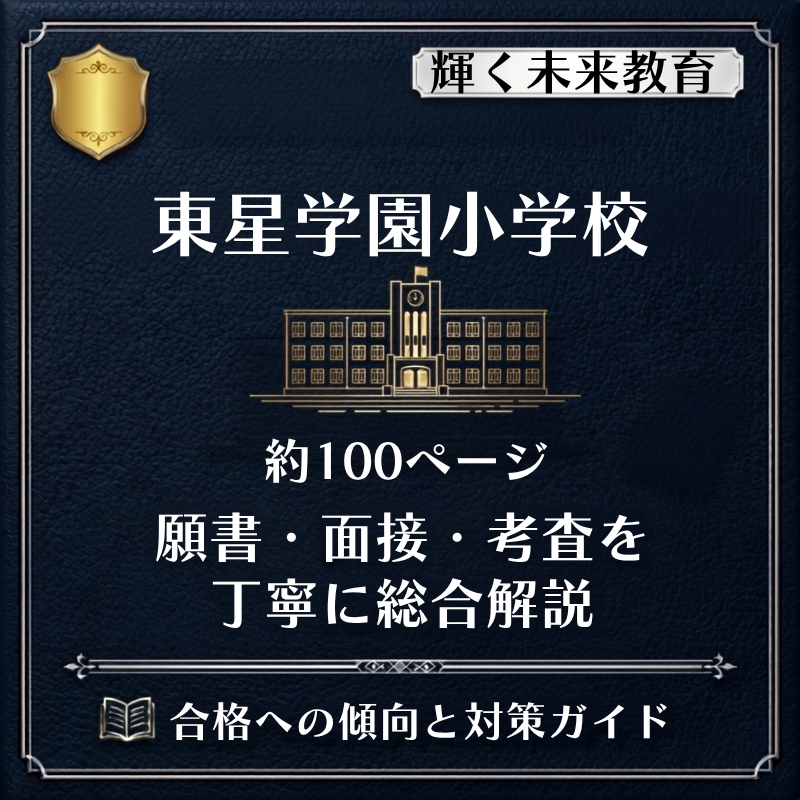 輝く未来教育
東星学園小学校
約100ページ
願書・面接・考査を
丁寧に総合解説
合格への傾向と対策ガイド